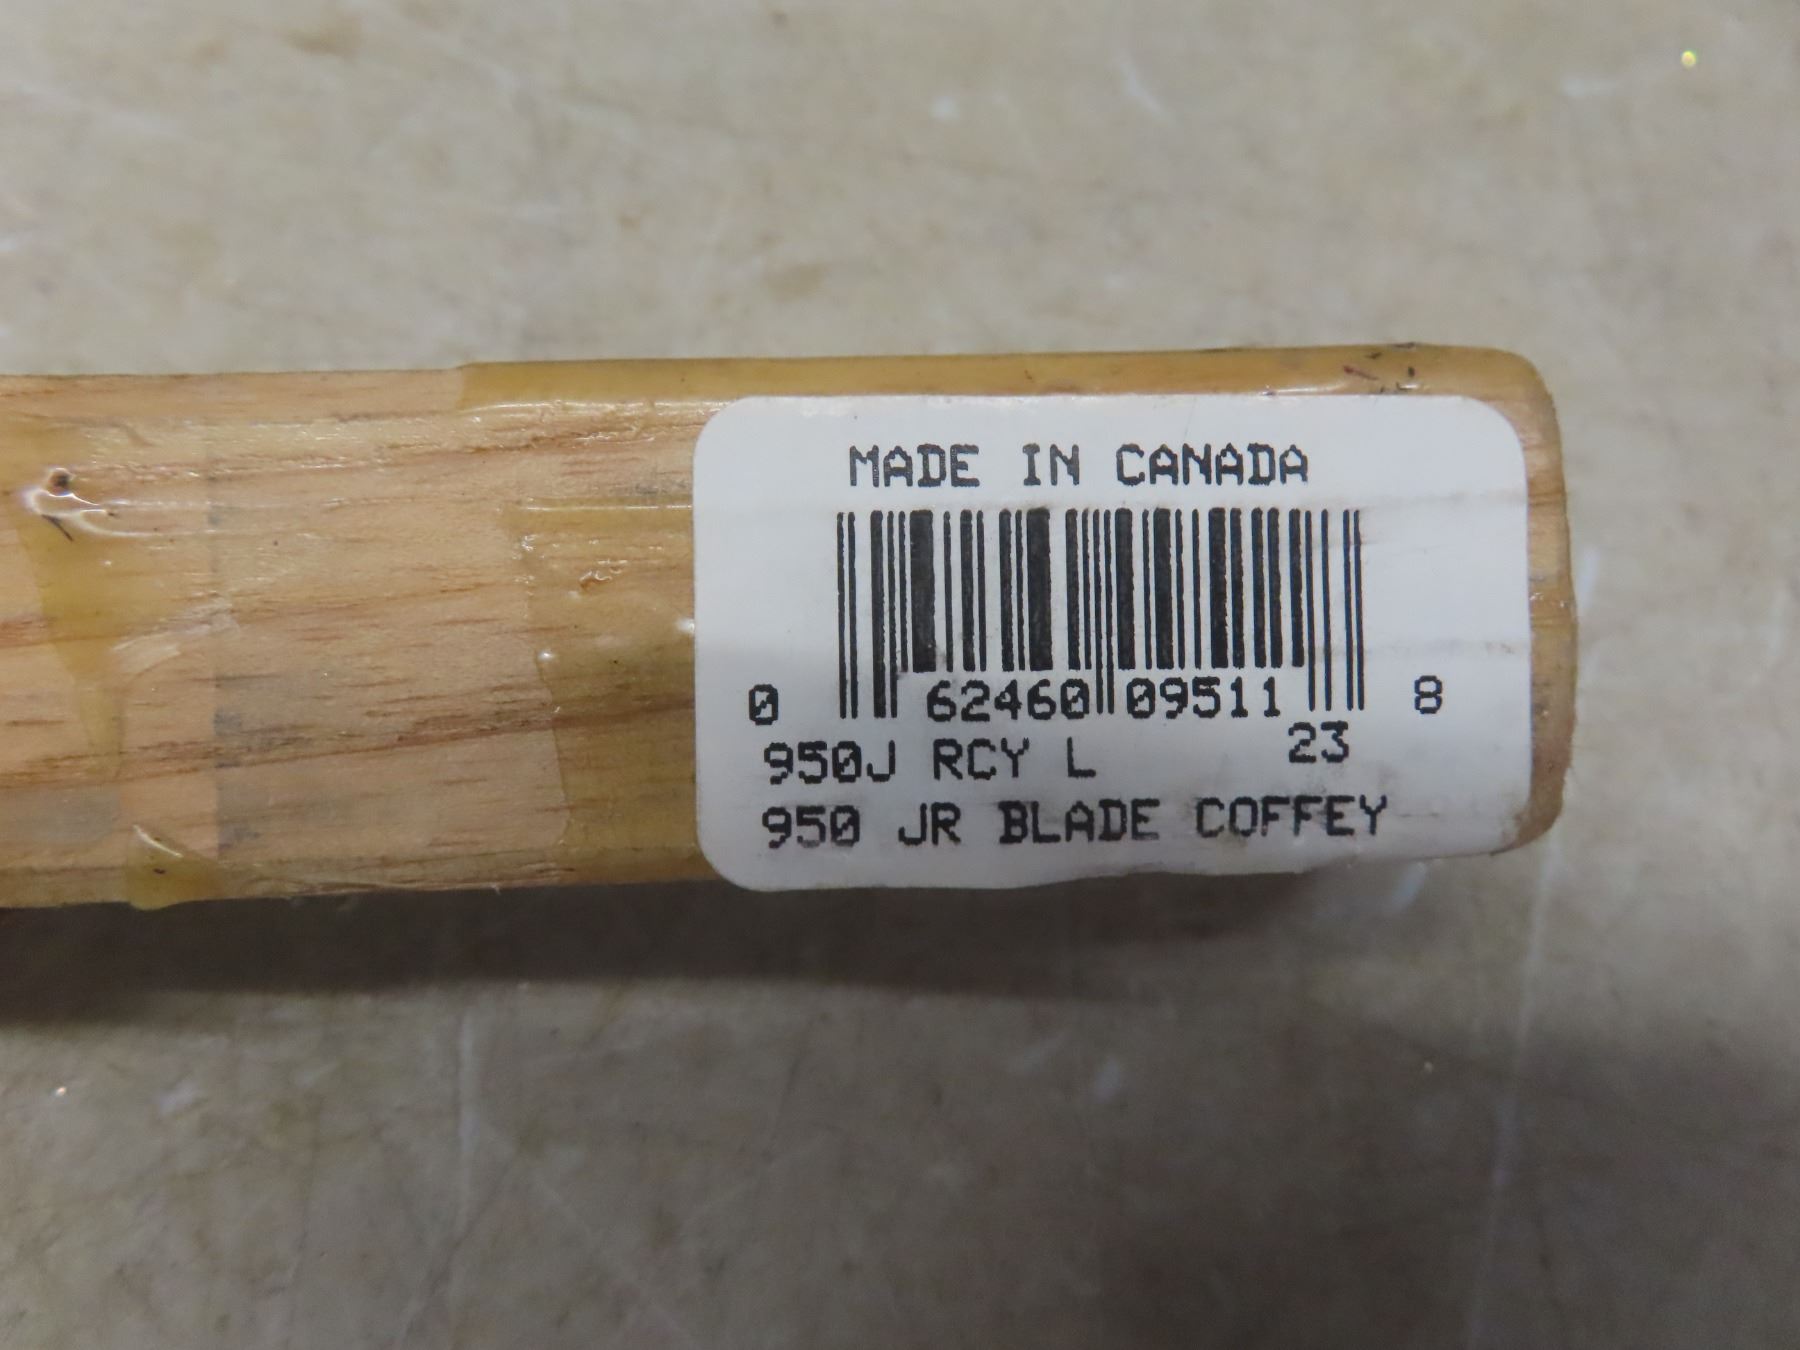 MADE IN CANADA
0 62460 09511 8
23
950J RCY L
950 JR BLADE COFFEY